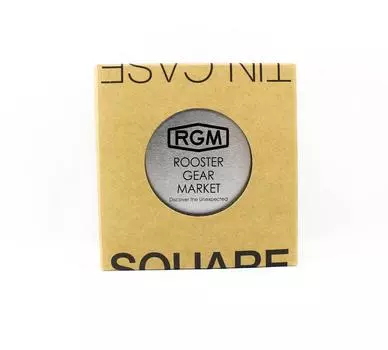 TIN CASE
RGM
ROOSTER
GEAR
MARKET
Discover the Unexpected
SQUARE